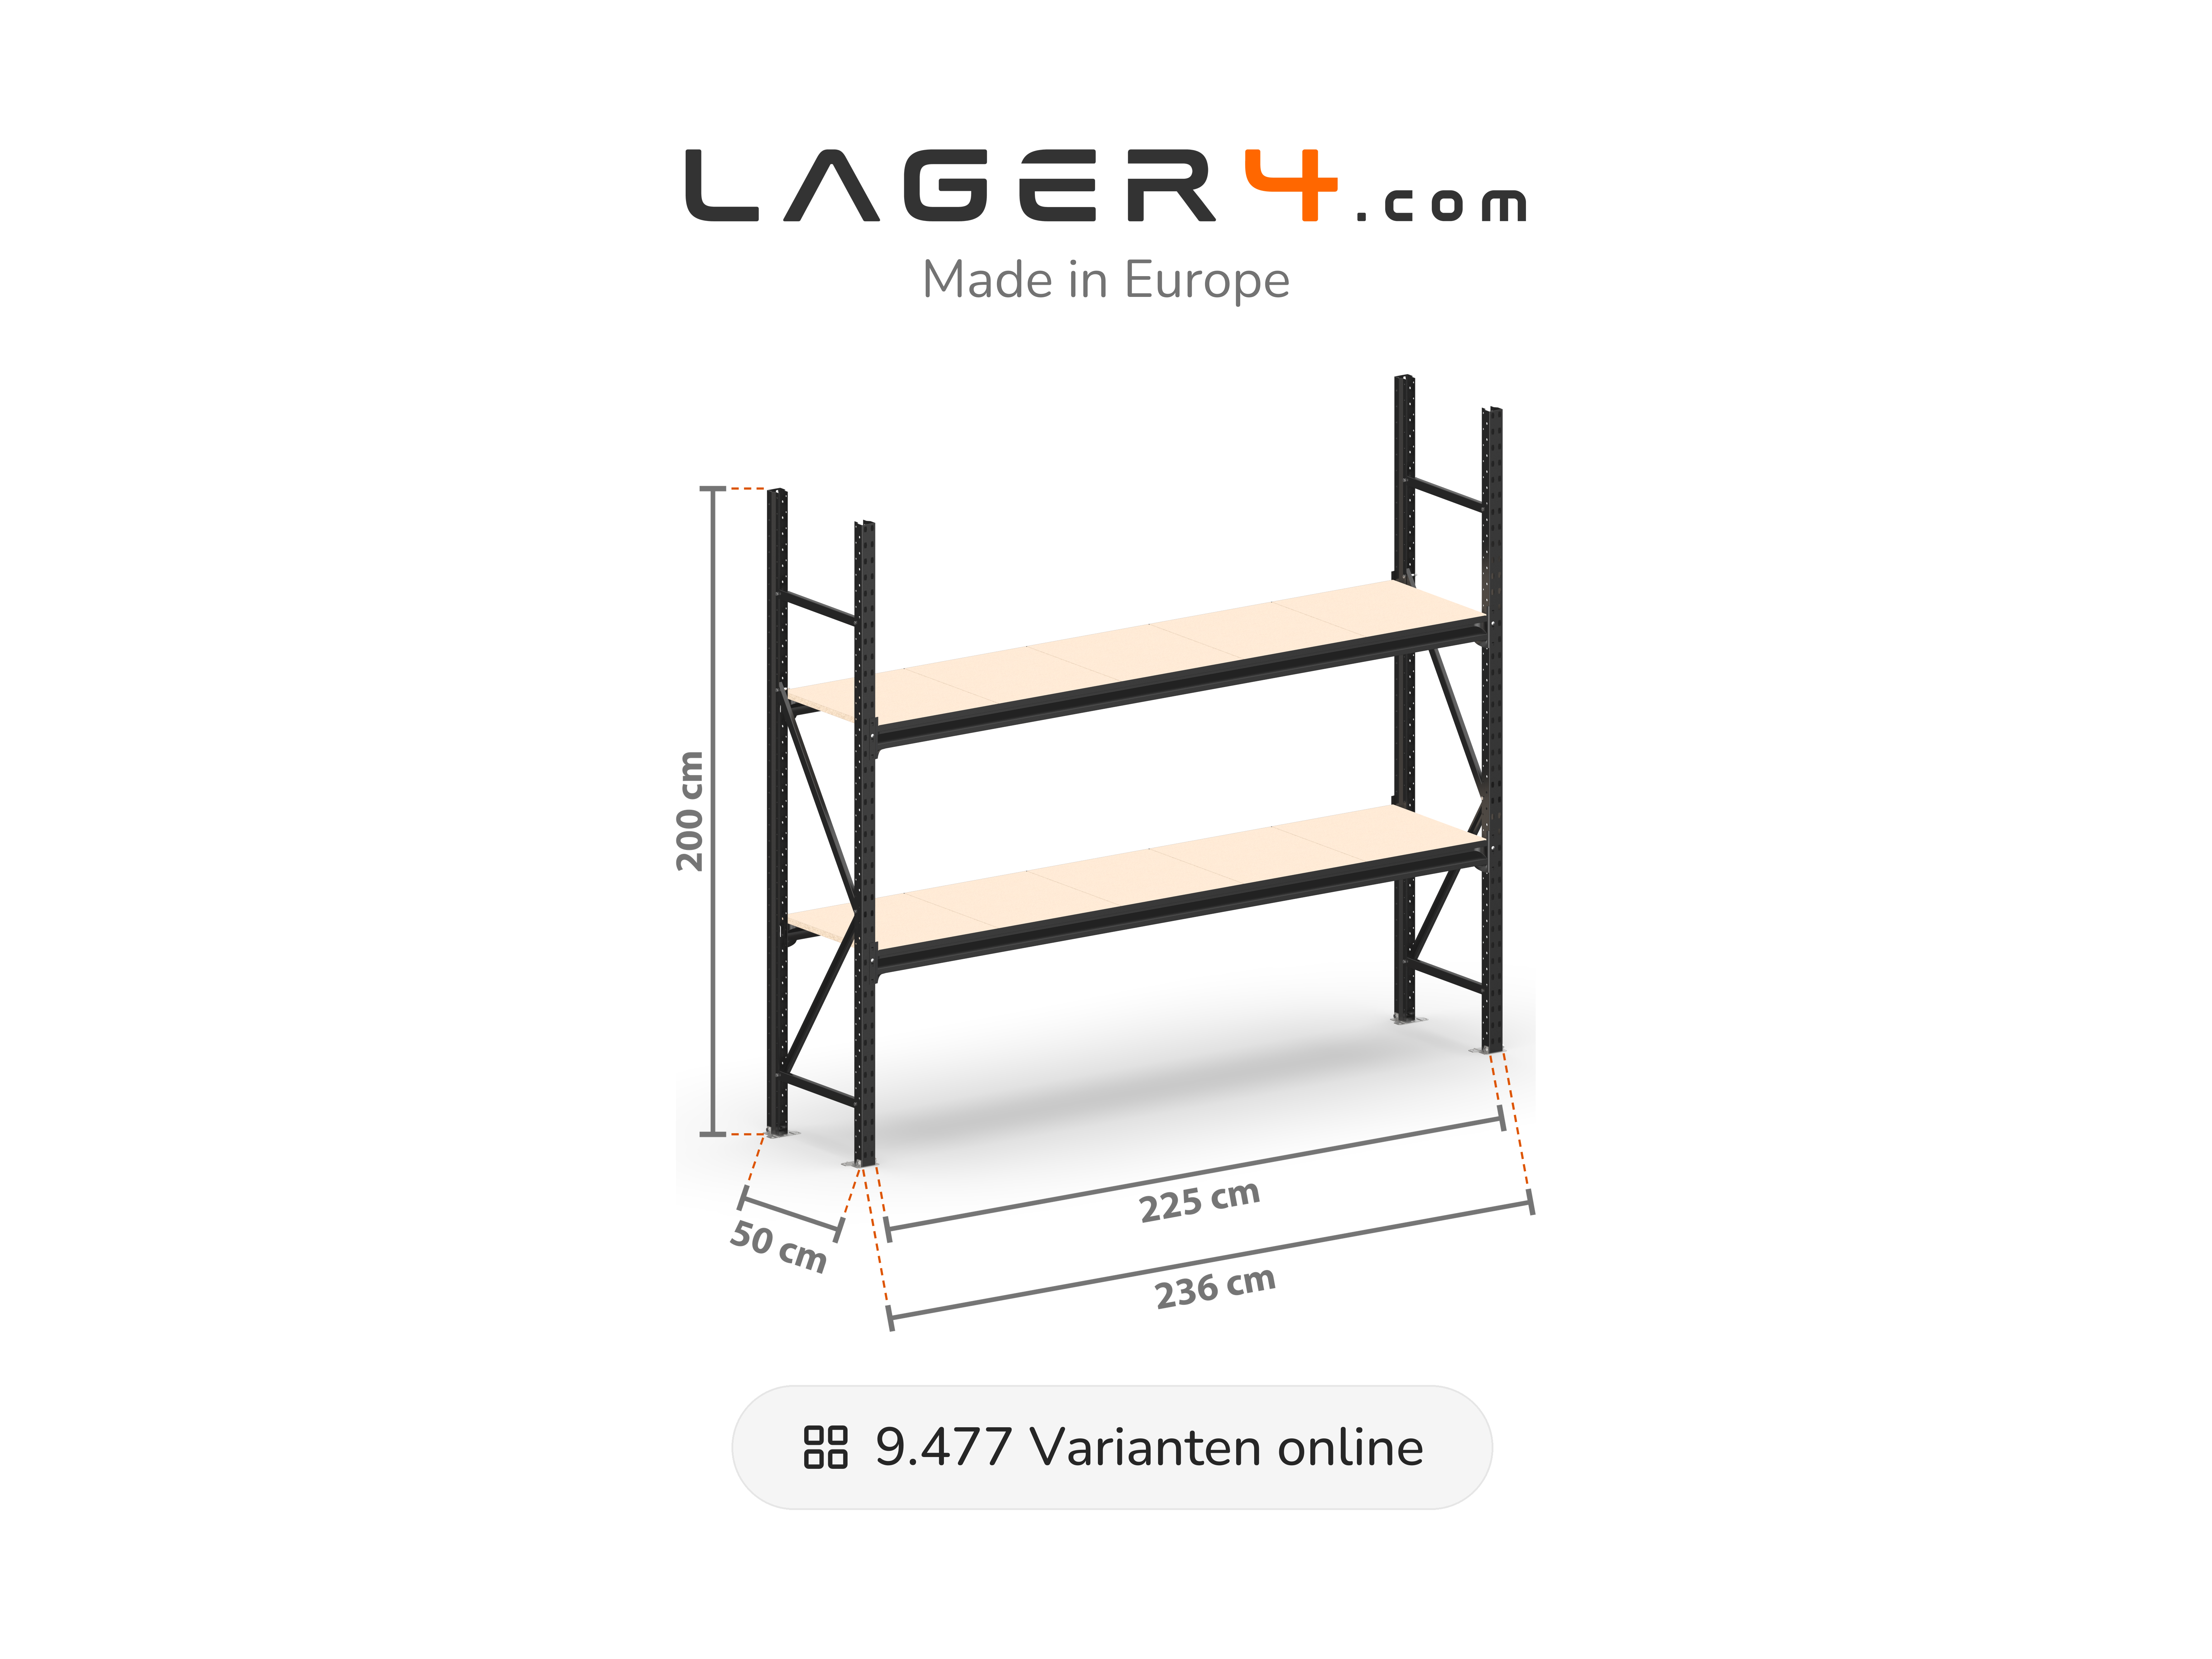 LAGER4.com
Made in Europe
200 cm
50 cm
225 cm
236 cm
9.477 Varianten online